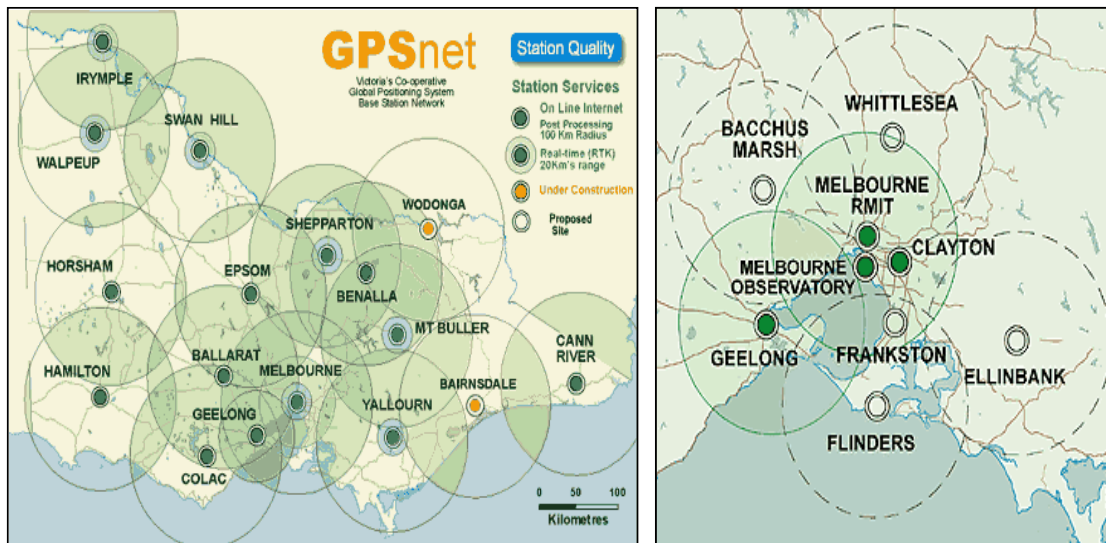 GPSnet
Victoria's Co-operative
Global Positioning System
Base Station Network
Station Quality
Station Services
On Line Internet
Post Processing
100 Km Radius
Real-time (RTK)
20Km's range
Under Construction
Proposed
Site
IRYMPLE
SWAN HILL
WALPEUP
WODONGA
SHEPPARTON
HORSHAM
EPSOM
BENALLA
MT BULLER
CANN
RIVER
BALLARAT
MELBOURNE
HAMILTON
BAIRNSDALE
GEELONG
YALLOURN
COLAC
0 50 100
Kilometres
WHITTLESEA
BACCHUS
MARSH
MELBOURNE
RMIT
CLAYTON
MELBOURNE
OBSERVATORY
GEELONG
FRANKSTON
ELLINBANK
FLINDERS